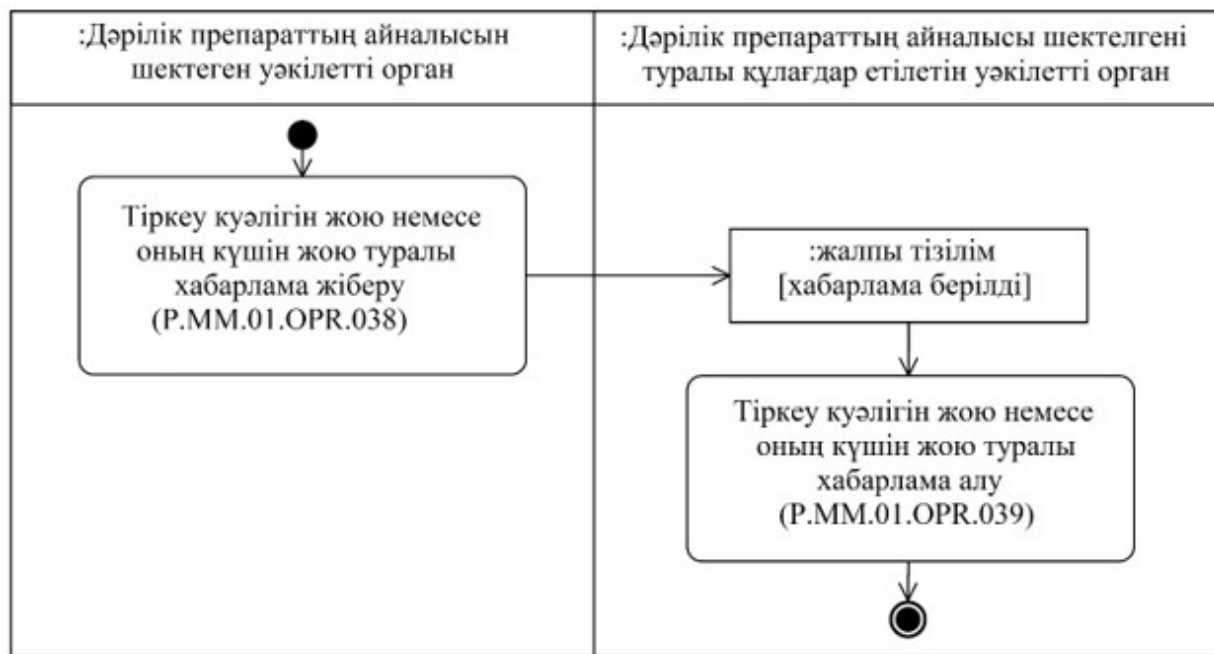 :Дәрілік препараттың айналысын
шектеген уәкілетті орган
:Дәрілік препараттың айналысы шектелгені
туралы құлағдар етілетін уәкілетті орган
Тіркеу куәлігін жою немесе
оның күшін жою туралы
хабарлама жіберу
(P.MM.01.OPR.038)
:жалпы тізілім
[хабарлама берілді]
Тіркеу куәлігін жою немесе
оның күшін жою туралы
хабарлама алу
(P.MM.01.OPR.039)